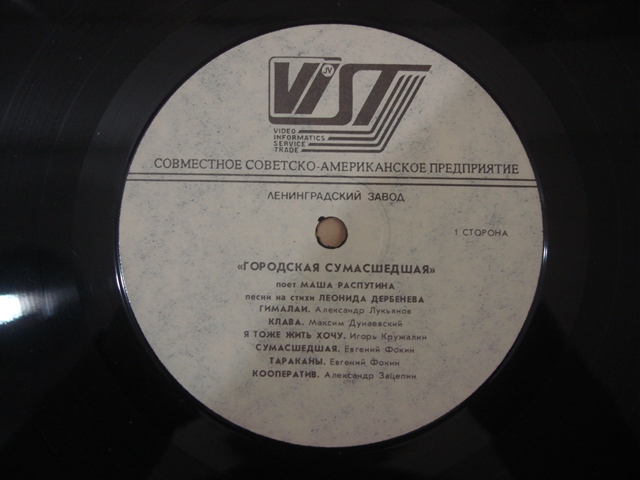 VIST
JV
VIDEO
INFORMATICS
SERVICE
TRADE
СОВМЕСТНОЕ СОВЕТСКО-АМЕРИКАНСКОЕ ПРЕДПРИЯТИЕ
ЛЕНИНГРАДСКИЙ ЗАВОД
1 СТОРОНА
«ГОРОДСКАЯ СУМАСШЕДШАЯ»
поет МАША РАСПУТИНА
песни на стихи ЛЕОНИДА ДЕРБЕНЕВА
ГИМАЛАИ. Александр Лукьянов
КЛАВА. Максим Дунаевский
Я ТОЖЕ ЖИТЬ ХОЧУ. Игорь Кружалин
СУМАСШЕДШАЯ. Евгений Фокин
ТАРАКАНЫ. Евгений Фокин
КООПЕРАТИВ. Александр Зацепин